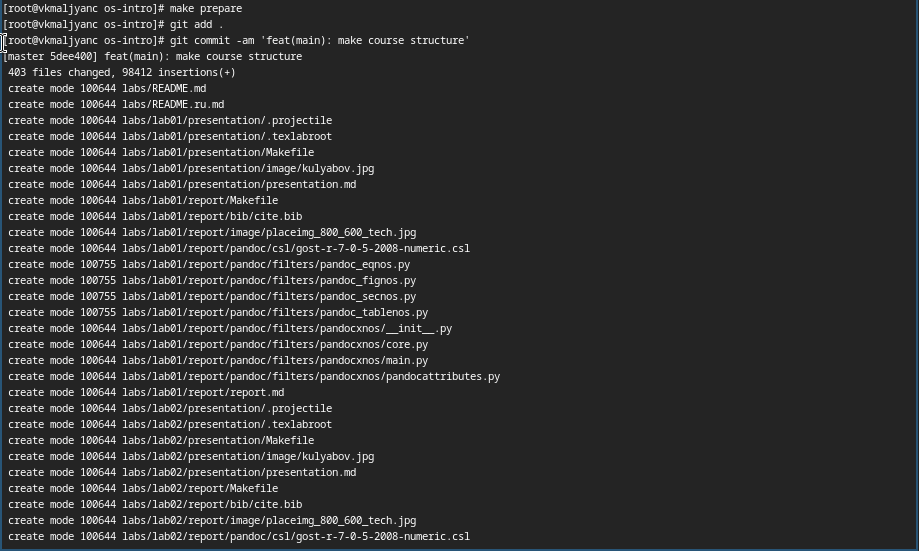 [root@vkmaljyanc os-intro]# make prepare
[root@vkmaljyanc os-intro]# git add .
[root@vkmaljyanc os-intro]# git commit -am 'feat(main): make course structure'
[master 5dee400] feat(main): make course structure
 403 files changed, 98412 insertions(+)
 create mode 100644 labs/README.md
 create mode 100644 labs/README.ru.md
 create mode 100644 labs/lab01/presentation/.projectile
 create mode 100644 labs/lab01/presentation/.texlabroot
 create mode 100644 labs/lab01/presentation/Makefile
 create mode 100644 labs/lab01/presentation/image/kulyabov.jpg
 create mode 100644 labs/lab01/presentation/presentation.md
 create mode 100644 labs/lab01/report/Makefile
 create mode 100644 labs/lab01/report/bib/cite.bib
 create mode 100644 labs/lab01/report/image/placeimg_800_600_tech.jpg
 create mode 100644 labs/lab01/report/pandoc/csl/gost-r-7-0-5-2008-numeric.csl
 create mode 100755 labs/lab01/report/pandoc/filters/pandoc_eqnos.py
 create mode 100755 labs/lab01/report/pandoc/filters/pandoc_fignos.py
 create mode 100755 labs/lab01/report/pandoc/filters/pandoc_secnos.py
 create mode 100755 labs/lab01/report/pandoc/filters/pandoc_tablenos.py
 create mode 100644 labs/lab01/report/pandoc/filters/pandocxnos/__init__.py
 create mode 100644 labs/lab01/report/pandoc/filters/pandocxnos/core.py
 create mode 100644 labs/lab01/report/pandoc/filters/pandocxnos/main.py
 create mode 100644 labs/lab01/report/pandoc/filters/pandocxnos/pandocattributes.py
 create mode 100644 labs/lab01/report/report.md
 create mode 100644 labs/lab02/presentation/.projectile
 create mode 100644 labs/lab02/presentation/.texlabroot
 create mode 100644 labs/lab02/presentation/Makefile
 create mode 100644 labs/lab02/presentation/image/kulyabov.jpg
 create mode 100644 labs/lab02/presentation/presentation.md
 create mode 100644 labs/lab02/report/Makefile
 create mode 100644 labs/lab02/report/bib/cite.bib
 create mode 100644 labs/lab02/report/image/placeimg_800_600_tech.jpg
 create mode 100644 labs/lab02/report/pandoc/csl/gost-r-7-0-5-2008-numeric.csl